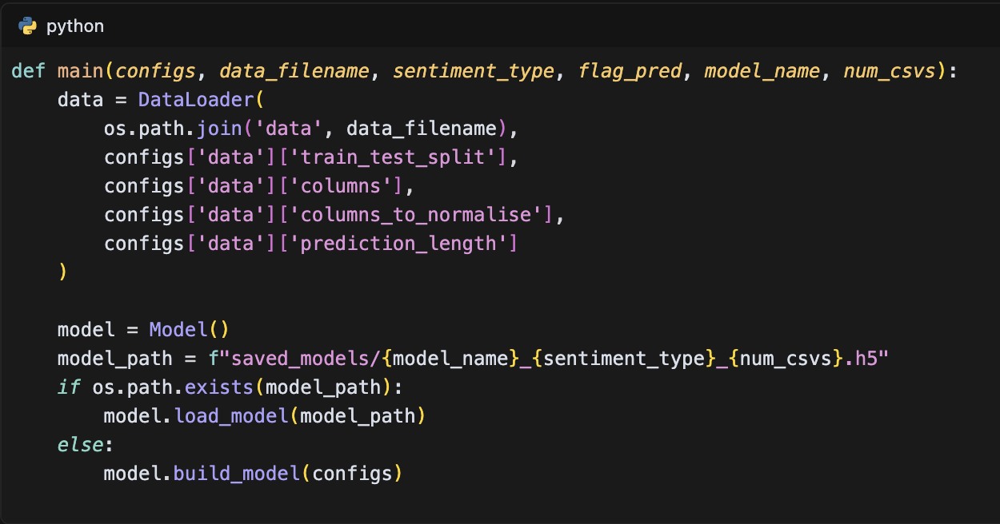 python
def main(configs, data_filename, sentiment_type, flag_pred, model_name, num_csvs):
    data = DataLoader(
        os.path.join('data', data_filename),
        configs['data']['train_test_split'],
        configs['data']['columns'],
        configs['data']['columns_to_normalise'],
        configs['data']['prediction_length']
    )

    model = Model()
    model_path = f"saved_models/{model_name}_{sentiment_type}_{num_csvs}.h5"
    if os.path.exists(model_path):
        model.load_model(model_path)
    else:
        model.build_model(configs)